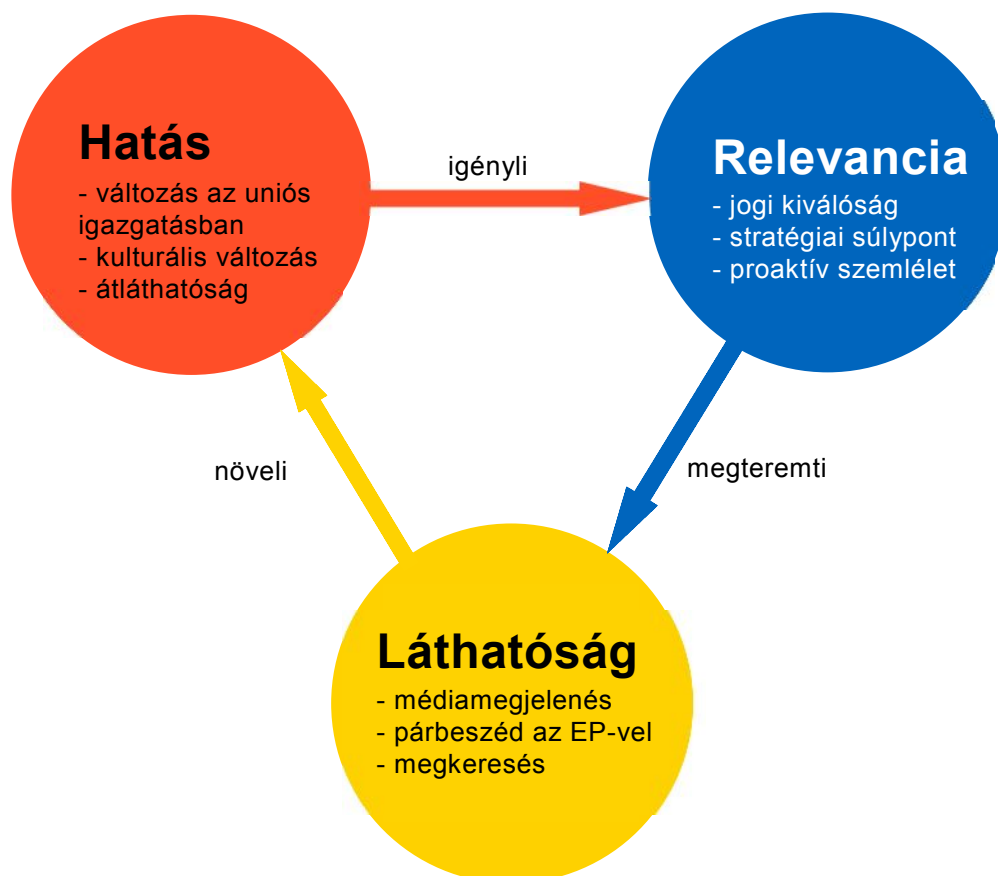 Hatás
- változás az uniós
igazgatásban
- kulturális változás
- átláthatóság
igényli
Relevancia
- jogi kiválóság
- stratégiai súlypont
- proaktív szemlélet
növeli
megteremti
Láthatóság
- médiamegjelenés
- párbeszéd az EP-vel
- megkeresés